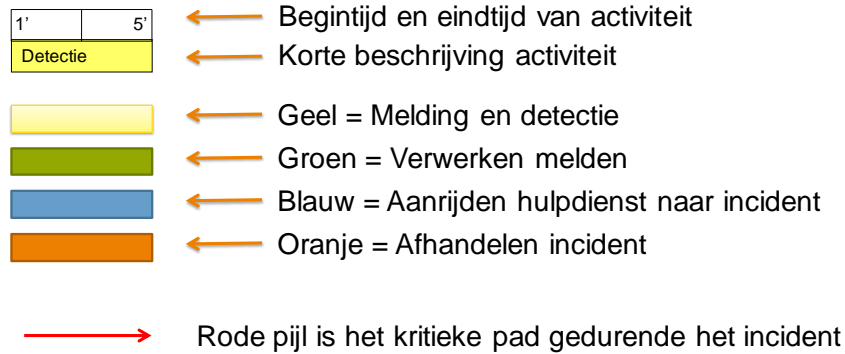 1’ 5’ Begintijd en eindtijd van activiteit
Detectie Korte beschrijving activiteit
Geel = Melding en detectie
Groen = Verwerken melden
Blauw = Aanrijden hulpdienst naar incident
Oranje = Afhandelen incident
Rode pijl is het kritieke pad gedurende het incident